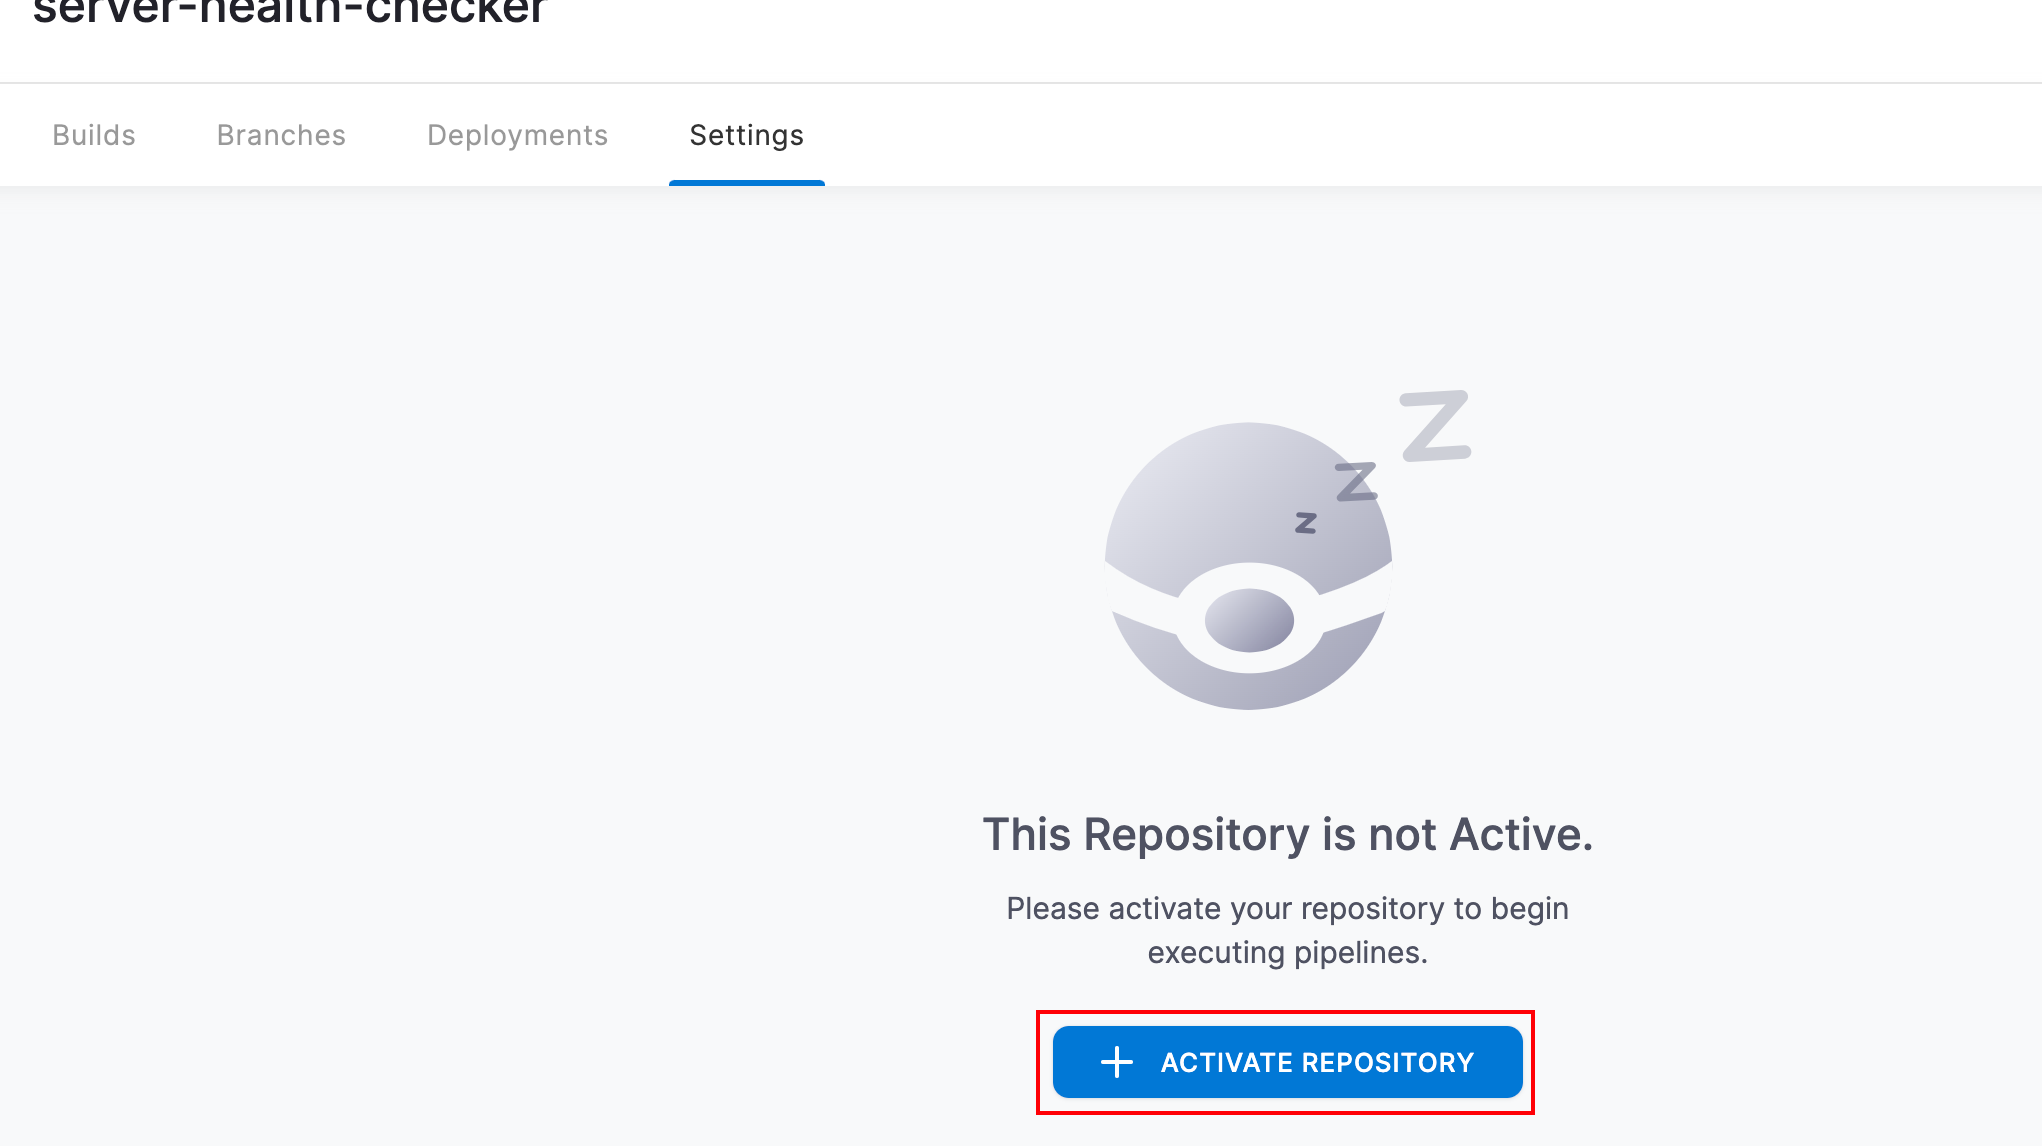 server-health-checker
Builds
Branches
Deployments
Settings
z
z
z
This Repository is not Active.
Please activate your repository to begin
executing pipelines.
+ ACTIVATE REPOSITORY